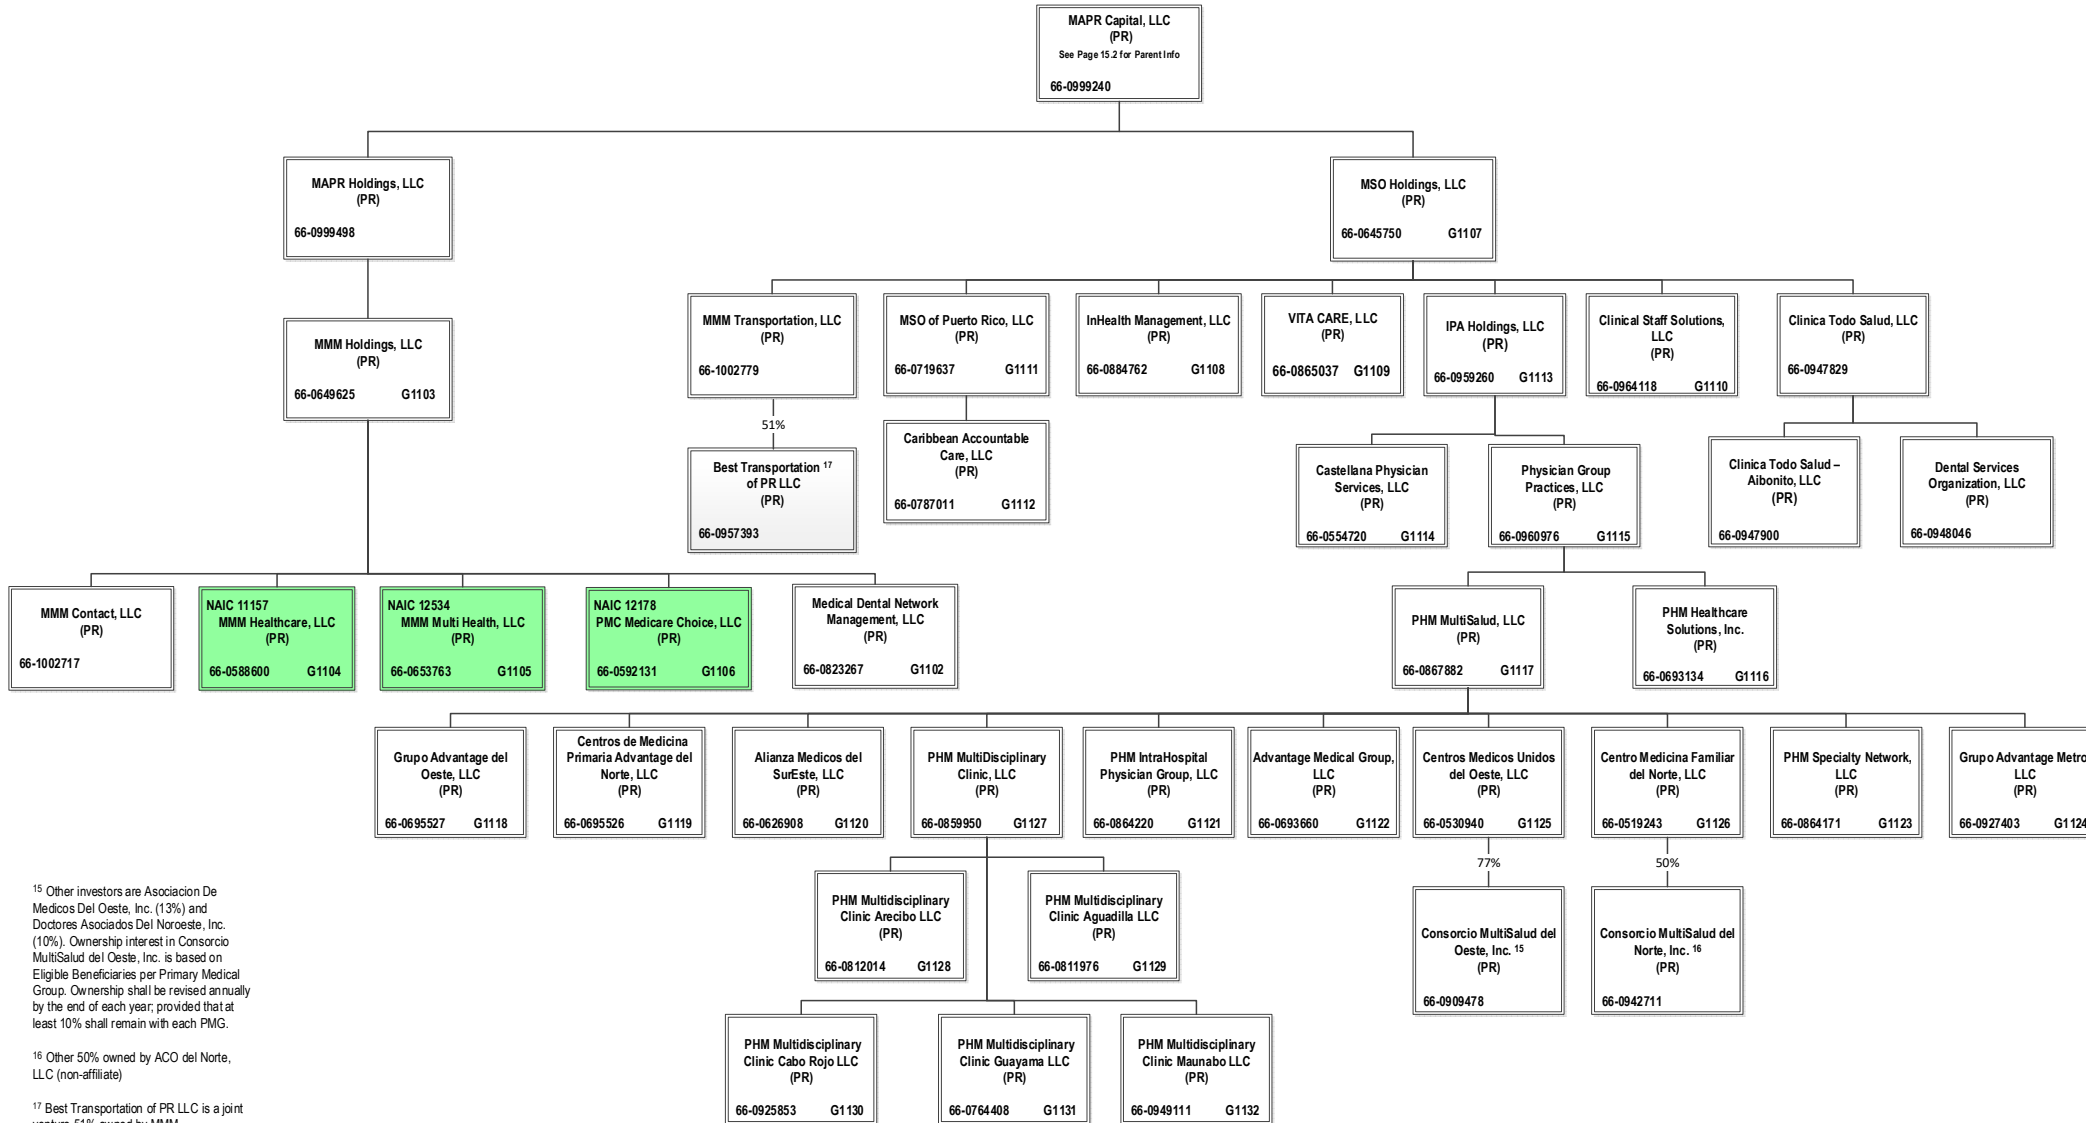 MAPR Capital, LLC
(PR)
See Page 15.2 for Parent Info
66-0999240
MAPR Holdings, LLC
(PR)
66-0999498
MSO Holdings, LLC
(PR)
66-0645750 G1107
MMM Holdings, LLC
(PR)
66-0649625 G1103
MMM Transportation, LLC
(PR)
66-1002779
MSO of Puerto Rico, LLC
(PR)
66-0719637 G1111
InHealth Management, LLC
(PR)
66-0884762 G1108
VITA CARE, LLC
(PR)
66-0865037 G1109
IPA Holdings, LLC
(PR)
66-0959260 G1113
Clinical Staff Solutions,
LLC
(PR)
66-0964118 G1110
Clinica Todo Salud, LLC
(PR)
66-0947829
51%
Best Transportation 17
of PR LLC
(PR)
66-0957393
Caribbean Accountable
Care, LLC
(PR)
66-0787011 G1112
Castellana Physician
Services, LLC
(PR)
66-0554720 G1114
Physician Group
Practices, LLC
(PR)
66-0960976 G1115
Clinica Todo Salud –
Aibonito, LLC
(PR)
66-0947900
Dental Services
Organization, LLC
(PR)
66-0948046
MMM Contact, LLC
(PR)
66-1002717
NAIC 11157
MMM Healthcare, LLC
(PR)
66-0588600 G1104
NAIC 12534
MMM Multi Health, LLC
(PR)
66-0653763 G1105
NAIC 12178
PMC Medicare Choice, LLC
(PR)
66-0592131 G1106
Medical Dental Network
Management, LLC
(PR)
66-0823267 G1102
PHM MultiSalud, LLC
(PR)
66-0867882 G1117
PHM Healthcare
Solutions, Inc.
(PR)
66-0693134 G1116
Grupo Advantage del
Oeste, LLC
(PR)
66-0695527 G1118
Centros de Medicina
Primaria Advantage del
Norte, LLC
(PR)
66-0695526 G1119
Alianza Medicos del
SurEste, LLC
(PR)
66-0626908 G1120
PHM MultiDisciplinary
Clinic, LLC
(PR)
66-0859950 G1127
PHM IntraHospital
Physician Group, LLC
(PR)
66-0864220 G1121
Advantage Medical Group,
LLC
(PR)
66-0693660 G1122
Centros Medicos Unidos
del Oeste, LLC
(PR)
66-0530940 G1125
Centro Medicina Familiar
del Norte, LLC
(PR)
66-0519243 G1126
PHM Specialty Network,
LLC
(PR)
66-0864171 G1123
Grupo Advantage Metro
LLC
(PR)
66-0927403 G1124
77%
50%
PHM Multidisciplinary
Clinic Arecibo LLC
(PR)
66-0812014 G1128
PHM Multidisciplinary
Clinic Aguadilla LLC
(PR)
66-0811976 G1129
Consorcio MultiSalud del
Oeste, Inc. 15
(PR)
66-0909478
Consorcio MultiSalud del
Norte, Inc. 16
(PR)
66-0942711
PHM Multidisciplinary
Clinic Cabo Rojo LLC
(PR)
66-0925853 G1130
PHM Multidisciplinary
Clinic Guayama LLC
(PR)
66-0764408 G1131
PHM Multidisciplinary
Clinic Maunabo LLC
(PR)
66-0949111 G1132
15 Other investors are Asociacion De
Medicos Del Oeste, Inc. (13%) and
Doctores Asociados Del Noroeste, Inc.
(10%). Ownership interest in Consorcio
MultiSalud del Oeste, Inc. is based on
Eligible Beneficiaries per Primary Medical
Group. Ownership shall be revised annually
by the end of each year; provided that at
least 10% shall remain with each PMG.
16 Other 50% owned by ACO del Norte,
LLC (non-affiliate)
17 Best Transportation of PR LLC is a joint
venture 51% owned by MMM